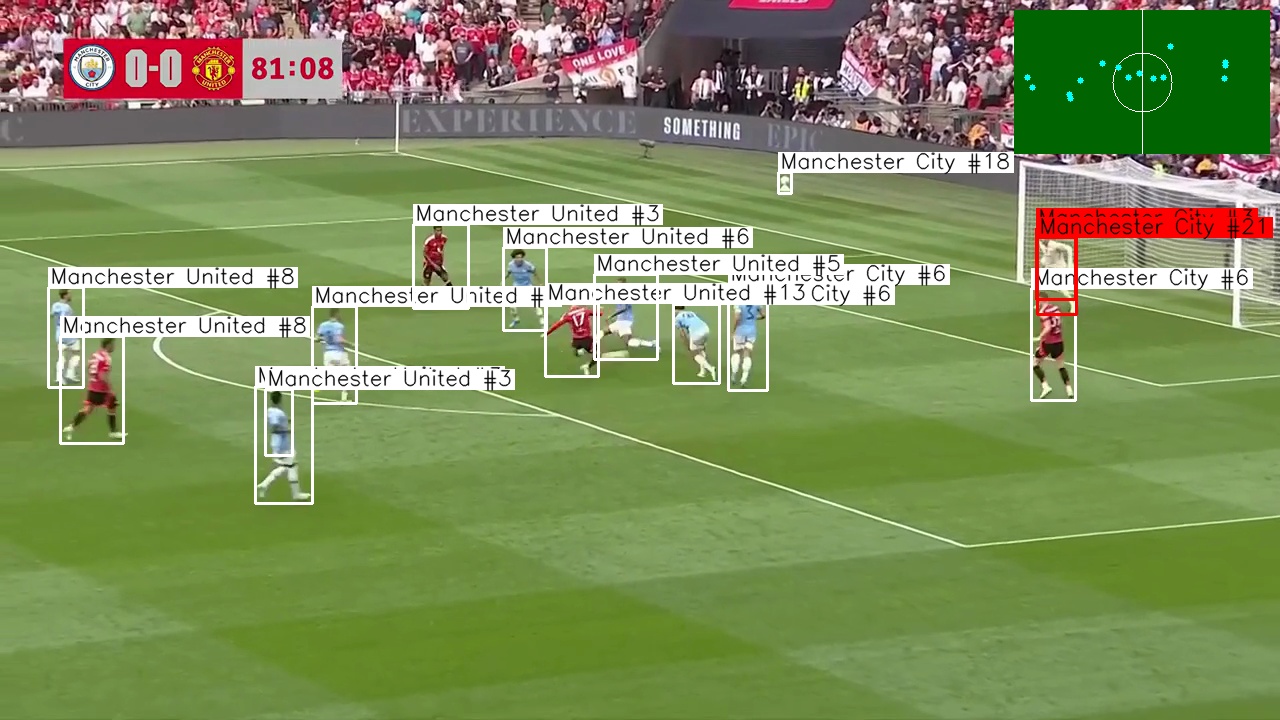 SHIELD
ONE LOVE
MANCHESTER
CITY
0-0
MANCHESTER
UNITED
81:08
EXPERIENCE
SOMETHING
EPIC
C
Manchester City #18
Manchester United #3
Manchester City #21
Manchester United #6
Manchester United #5
Manchester City #6
Manchester United #8
Manchester United #
Manchester United #13
City #6
Manchester City #6
Manchester United #8
17
3
Manchester United #3